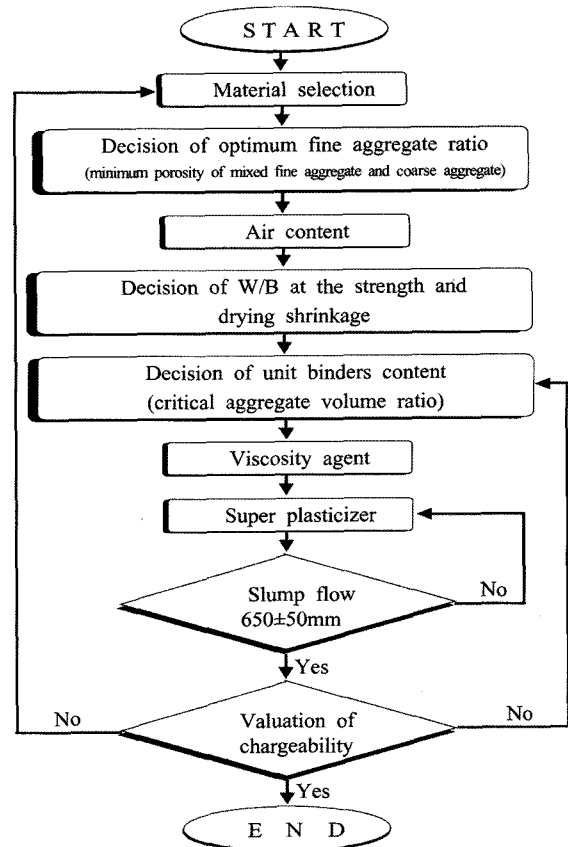 START
Material selection
Decision of optimum fine aggregate ratio
(minimum porosity of mixed fine aggregate and coarse aggregate)
Air content
Decision of W/B at the strength and
drying shrinkage
Decision of unit binders content
(critical aggregate volume ratio)
Viscosity agent
Super plasticizer
Slump flow
650±50mm
No
Yes
No
Valuation of
chargeability
No
Yes
END